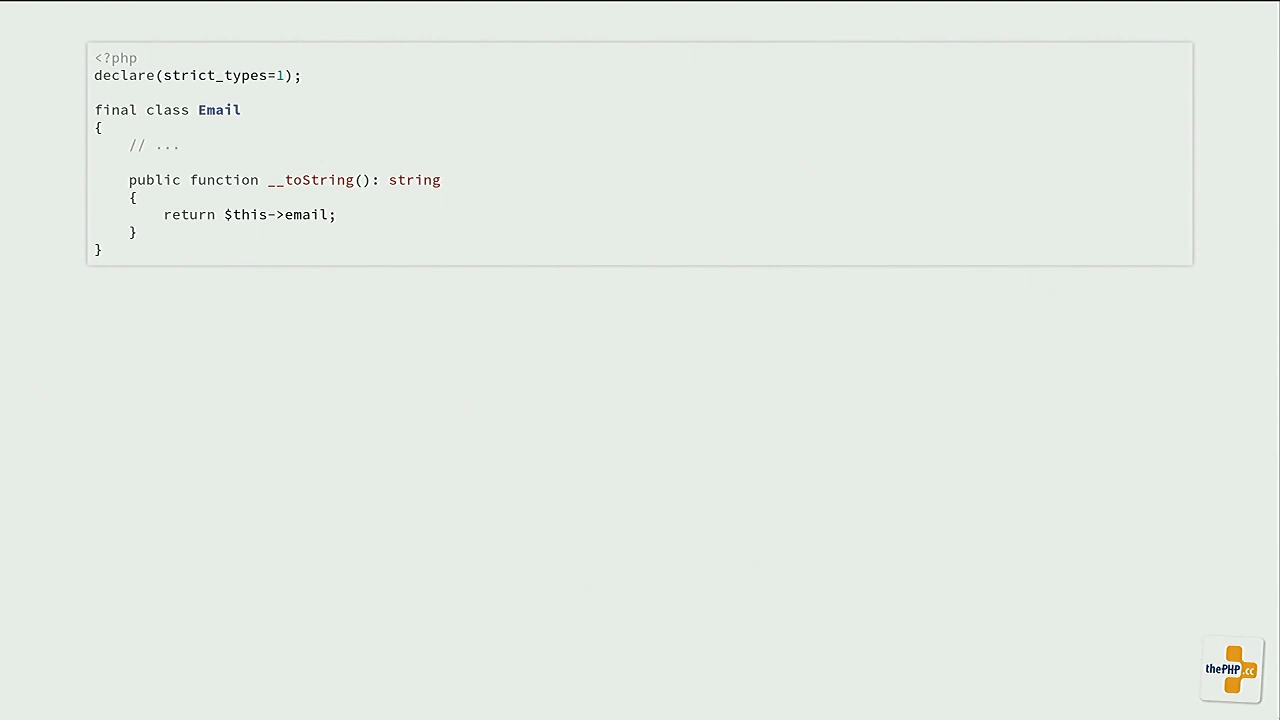 <?php
declare(strict_types=1);

final class Email
{
    // ...

    public function __toString(): string
    {
        return $this->email;
    }
}
thePHP.cc